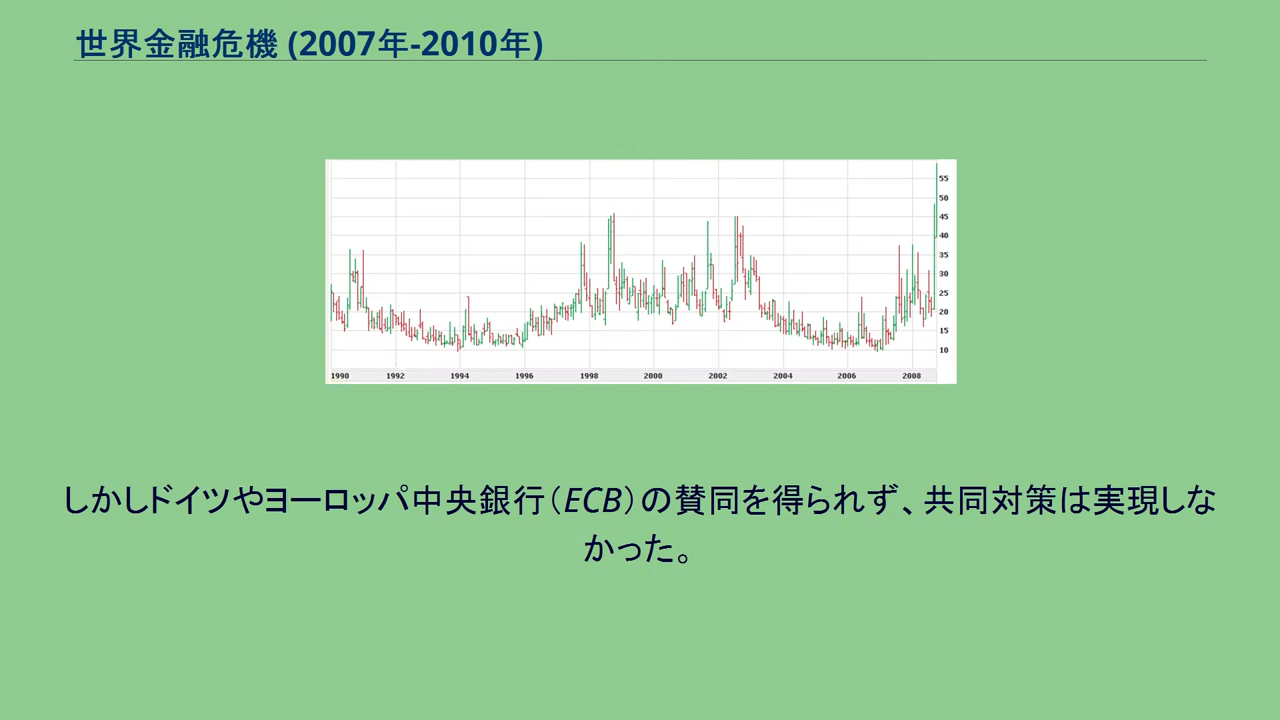 世界金融危機 (2007年-2010年)
55
50
45
40
35
30
25
20
15
10
1990 1992 1994 1996 1998 2000 2002 2004 2006 2008
しかしドイツやヨーロッパ中央銀行（ECB）の賛同を得られず、共同対策は実現しな
かった。